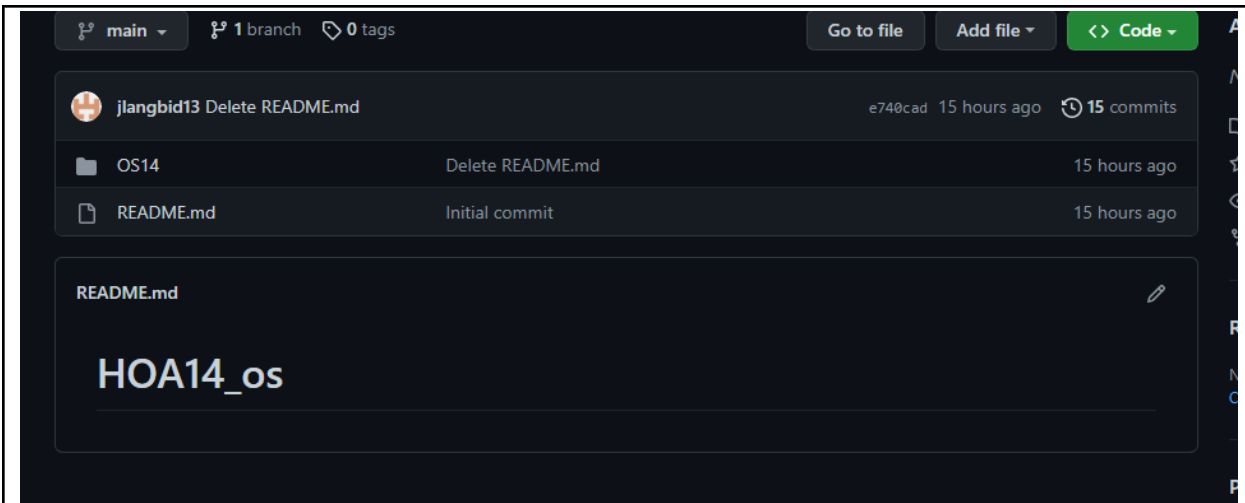 main 1 branch 0 tags Go to file Add file <> Code
jlangbid13 Delete README.md e740cad 15 hours ago 15 commits
OS14 Delete README.md 15 hours ago
README.md Initial commit 15 hours ago
README.md
HOA14_os